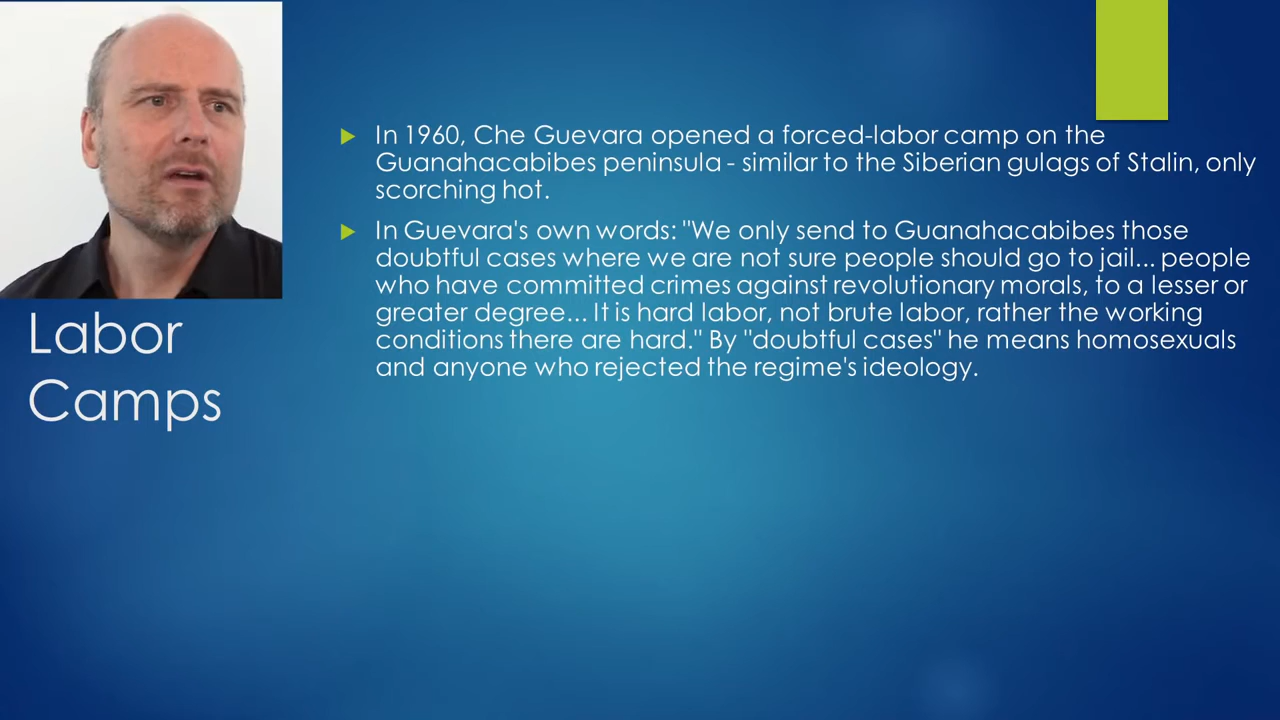 In 1960, Che Guevara opened a forced-labor camp on the
Guanahacabibes peninsula - similar to the Siberian gulags of Stalin, only
scorching hot.
In Guevara's own words: "We only send to Guanahacabibes those
doubtful cases where we are not sure people should go to jail... people
who have committed crimes against revolutionary morals, to a lesser or
greater degree... It is hard labor, not brute labor, rather the working
conditions there are hard." By "doubtful cases" he means homosexuals
and anyone who rejected the regime's ideology.
Labor
Camps